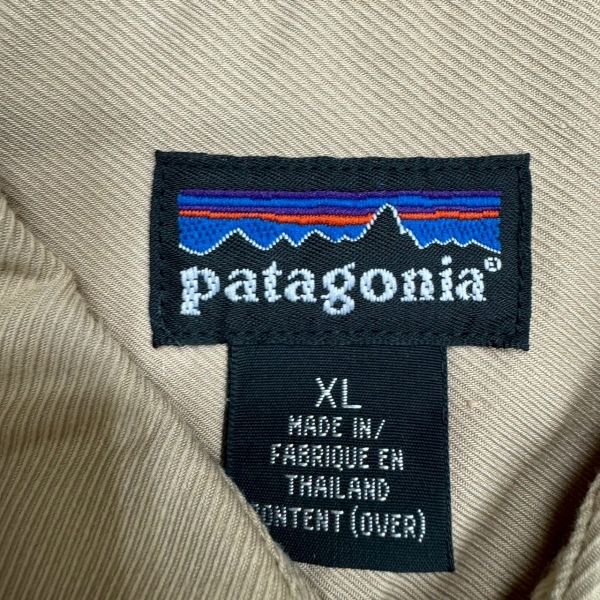 patagonia®
XL
MADE IN/
FABRIQUE EN
THAILAND
CONTENT (OVER)